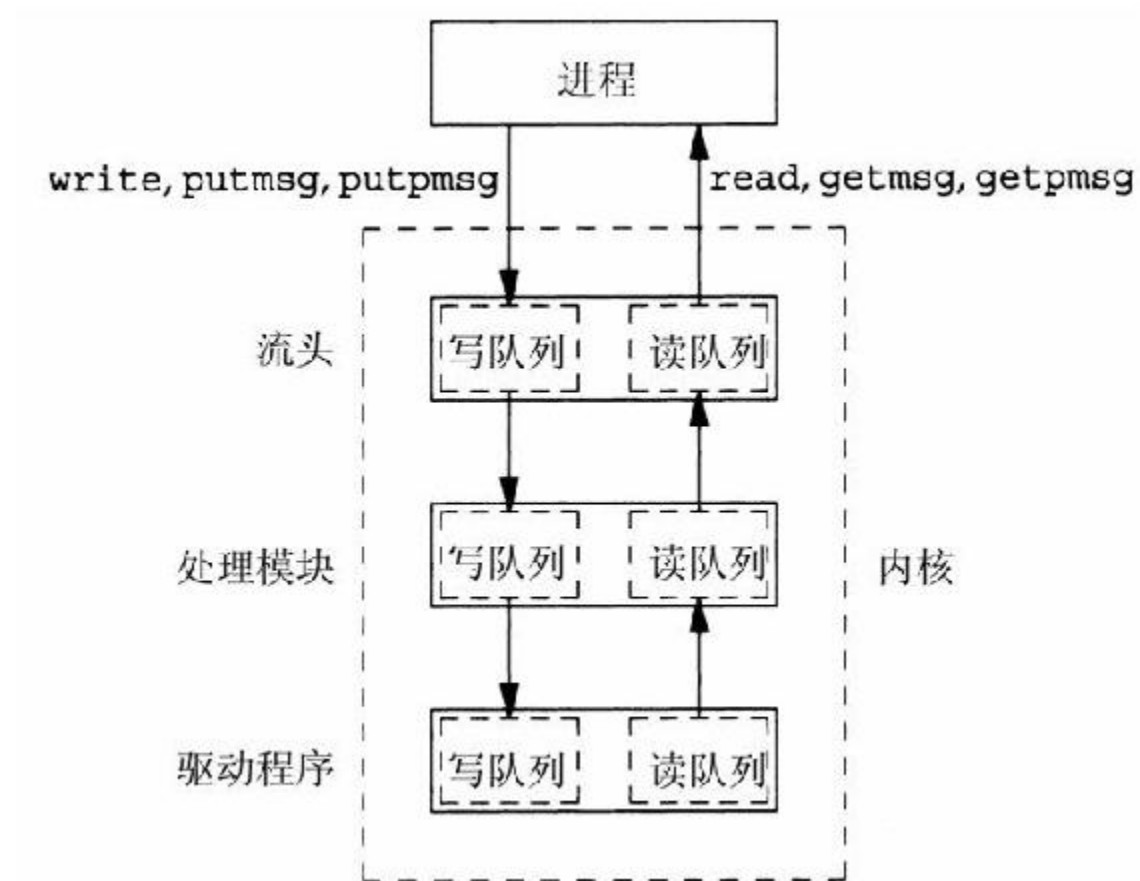 进程
write, putmsg, putpmsg
read, getmsg, getpmsg
流头
写队列
读队列
处理模块
写队列
读队列
内核
驱动程序
写队列
读队列